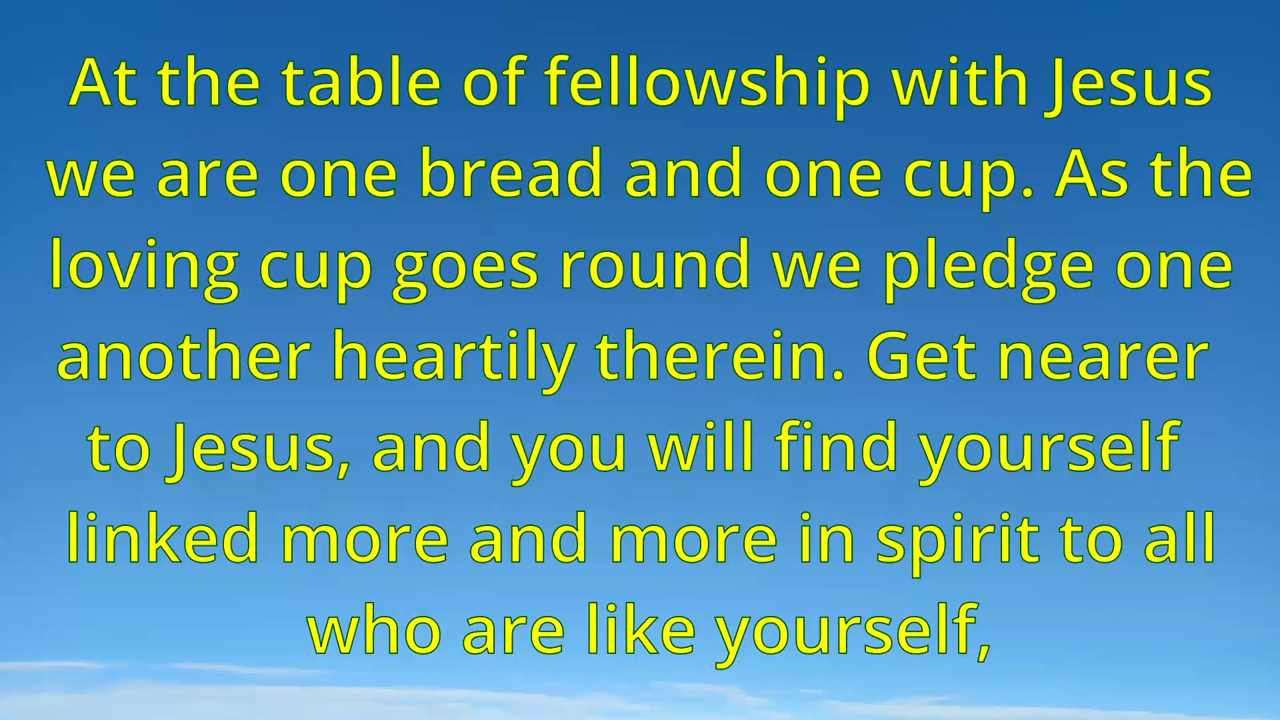 At the table of fellowship with Jesus
we are one bread and one cup. As the
loving cup goes round we pledge one
another heartily therein. Get nearer
to Jesus, and you will find yourself
linked more and more in spirit to all
who are like yourself,